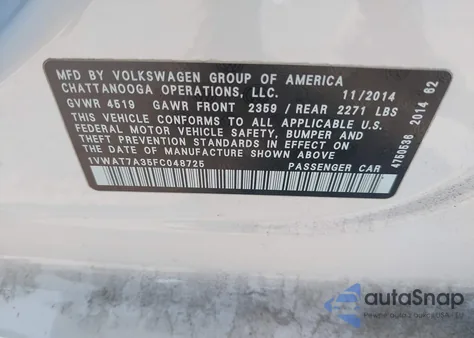 MFD BY VOLKSWAGEN GROUP OF AMERICA
CHATTANOOGA OPERATIONS, LLC. 11/2014
GVWR 4519 GAWR FRONT 2359 / REAR 2271 LBS
THIS VEHICLE CONFORMS TO ALL APPLICABLE U.S.
FEDERAL MOTOR VEHICLE SAFETY, BUMPER AND
THEFT PREVENTION STANDARDS IN EFFECT ON
THE DATE OF MANUFACTURE SHOWN ABOVE.
1VWAT7A35FC048725 PASSENGER CAR
4750536 2014 62
autoSnap